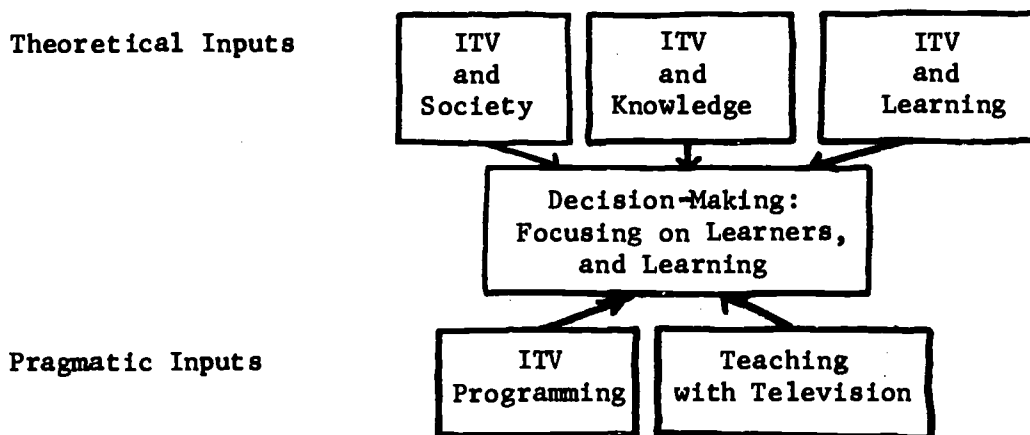 Theoretical Inputs
ITV
and
Society
ITV
and
Knowledge
ITV
and
Learning
Decision-Making:
Focusing on Learners,
and Learning
Pragmatic Inputs
ITV
Programming
Teaching
with Television